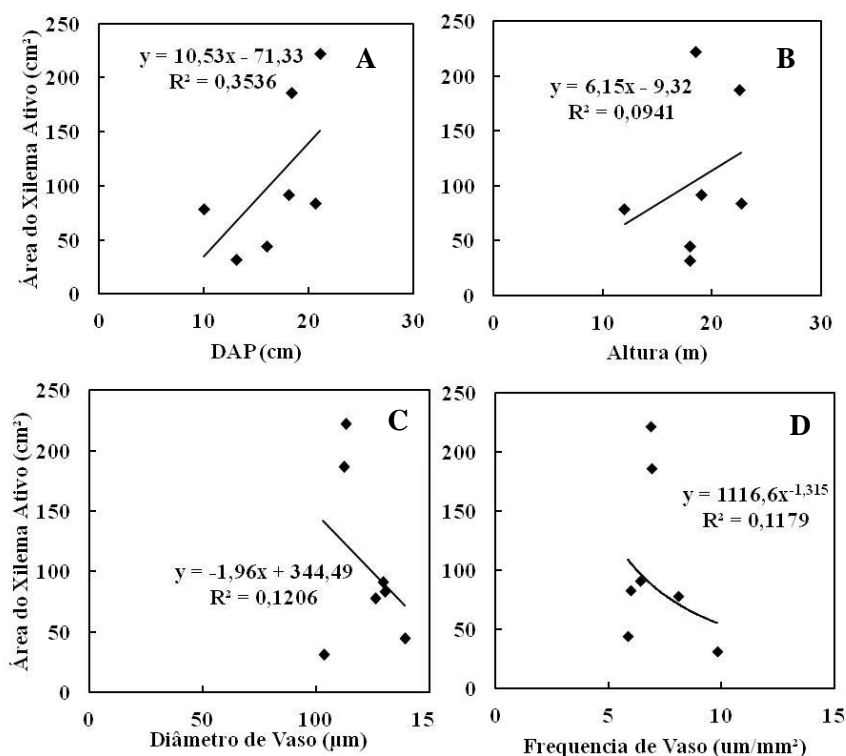 A
y = 10,53x - 71,33
R² = 0,3536
Área do Xilema Ativo (cm²)
250
200
150
100
50
0
0 10 20 30
DAP (cm)
B
y = 6,15x - 9,32
R² = 0,0941
250
200
150
100
50
0
0 10 20 30
Altura (m)
C
y = -1,96x + 344,49
R² = 0,1206
Área do Xilema Ativo (cm²)
250
200
150
100
50
0
0 50 100 15
Diâmetro de Vaso (µm)
D
y = 1116,6x⁻¹,³¹⁵
R² = 0,1179
250
200
150
100
50
0
0 5 10 15
Frequencia de Vaso (um/mm²)